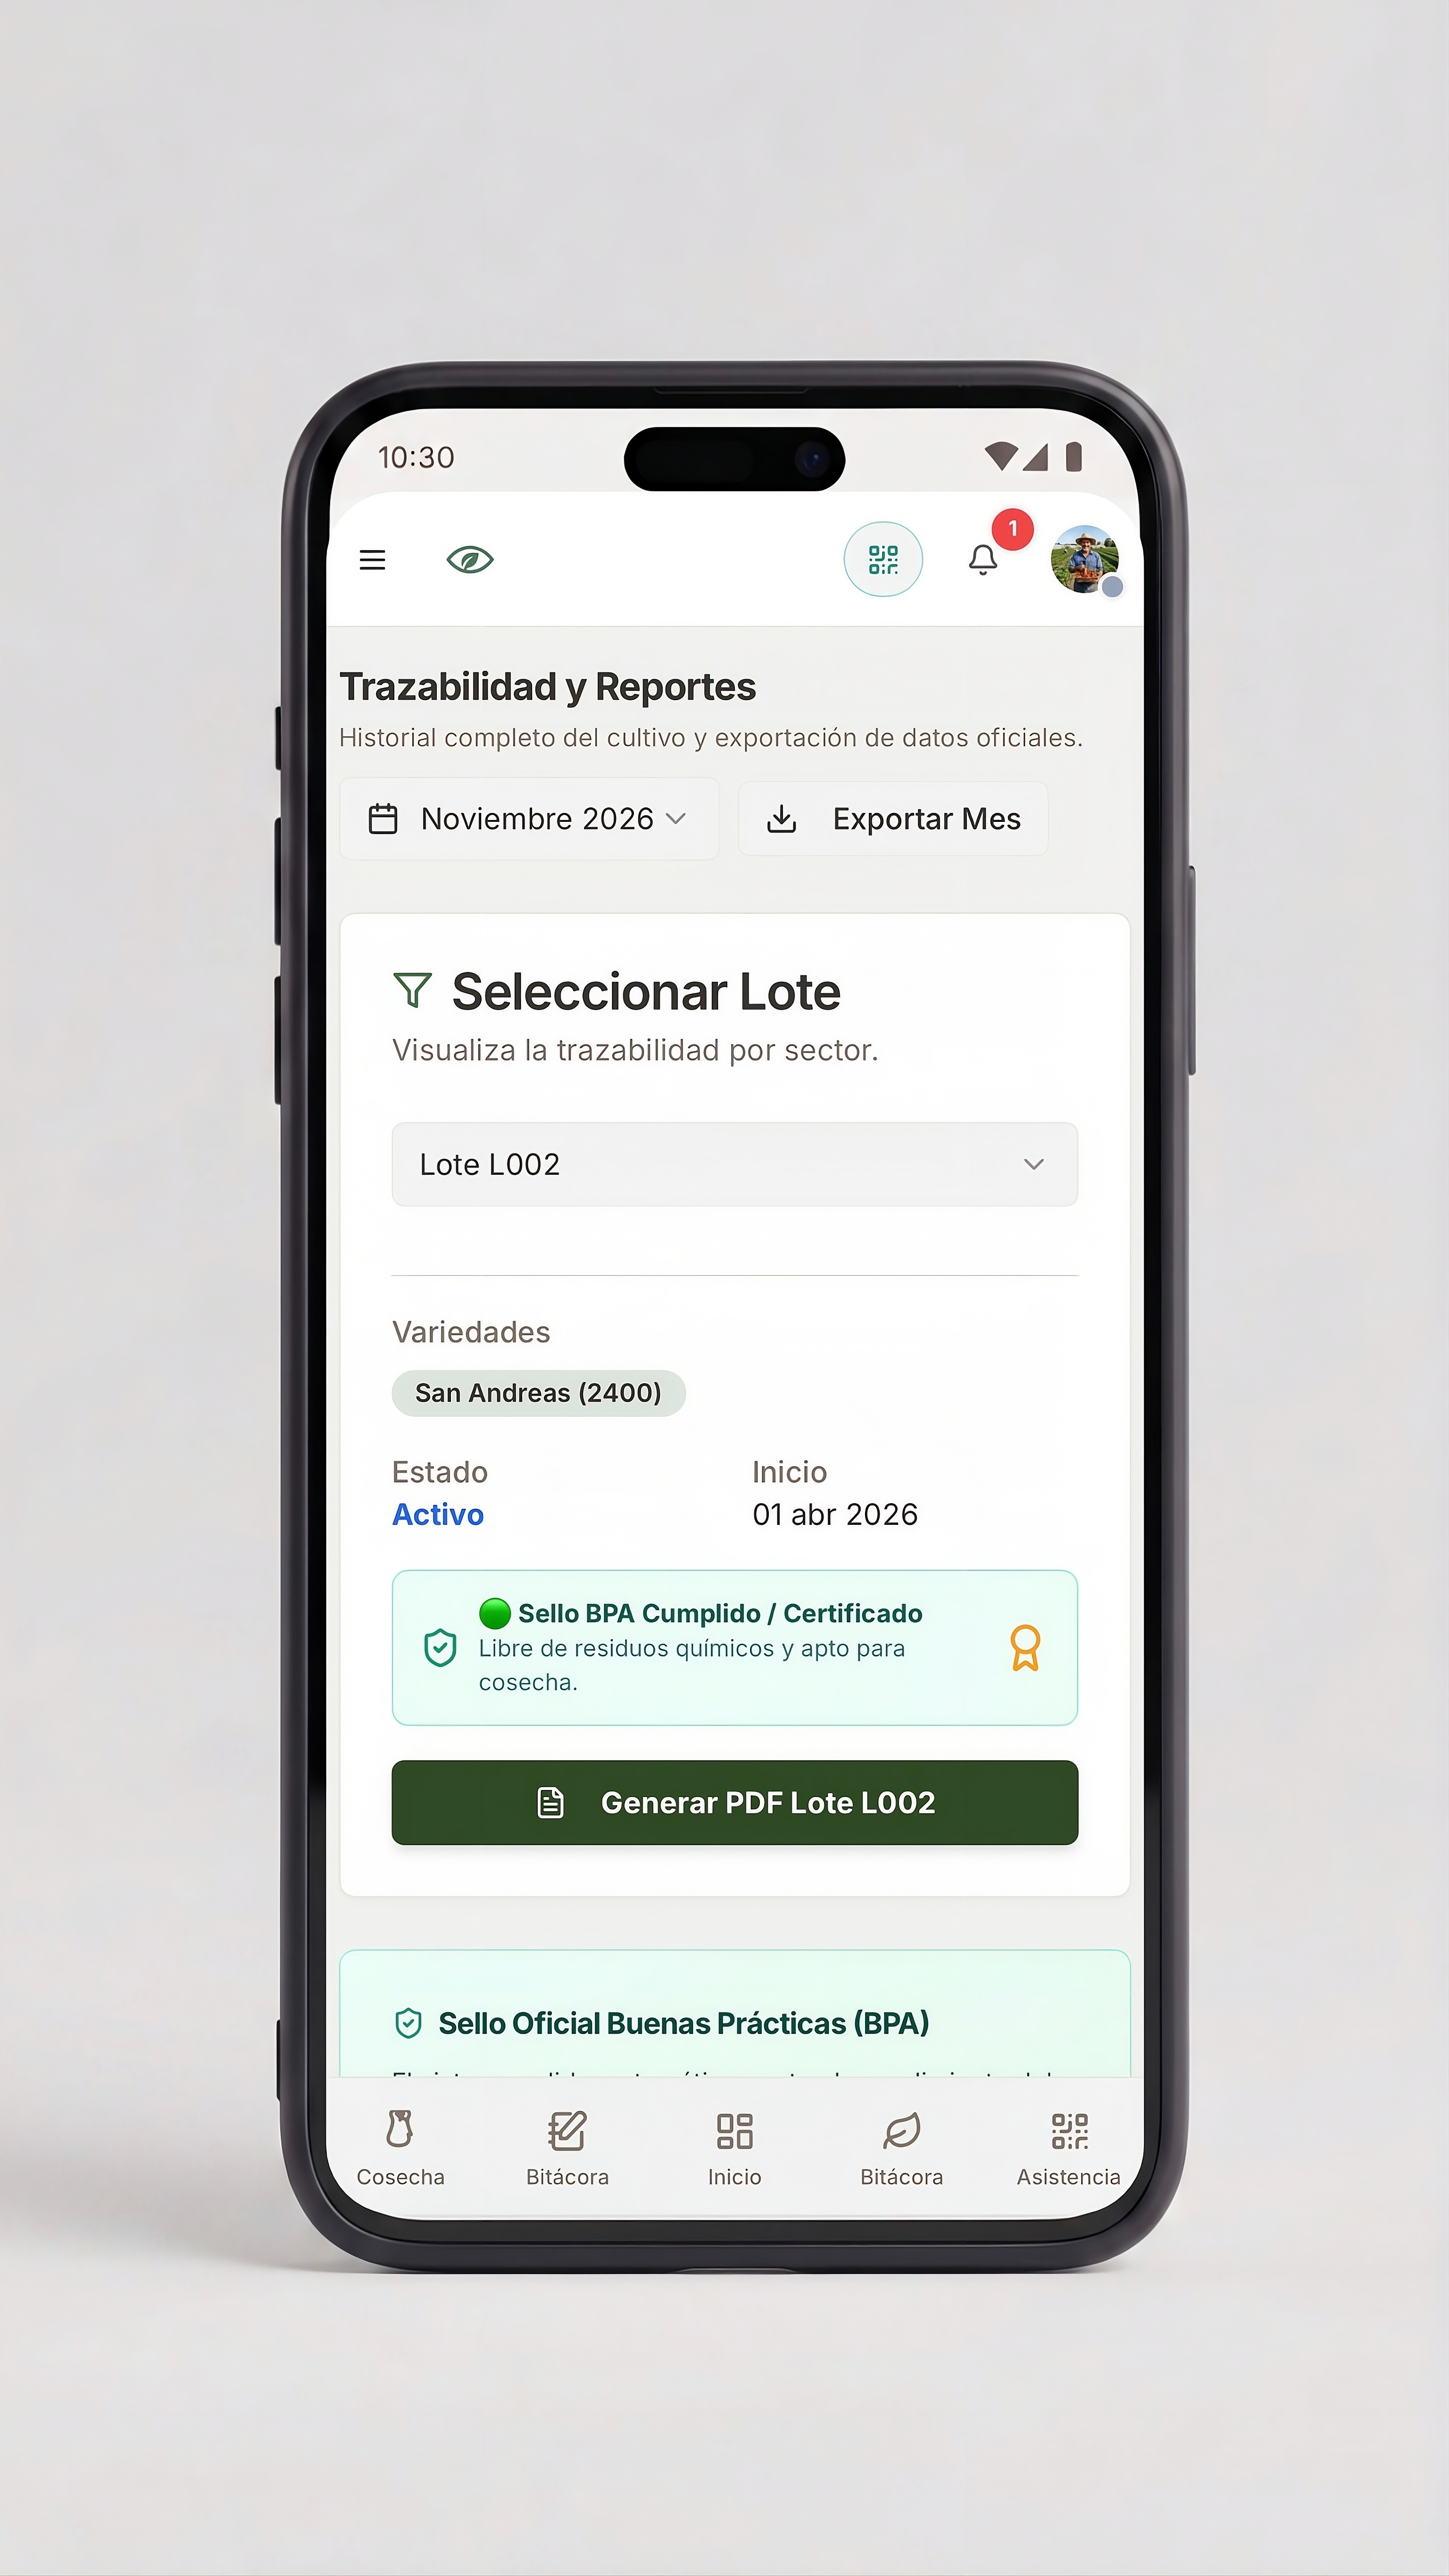 10:30
1
Trazabilidad y Reportes
Historial completo del cultivo y exportación de datos oficiales.
Noviembre 2026
Exportar Mes
Seleccionar Lote
Visualiza la trazabilidad por sector.
Lote L002
Variedades
San Andreas (2400)
Estado
Inicio
Activo
01 abr 2026
Sello BPA Cumplido / Certificado
Libre de residuos químicos y apto para
cosecha.
Generar PDF Lote L002
Sello Oficial Buenas Prácticas (BPA)
Cosecha
Bitácora
Inicio
Bitácora
Asistencia